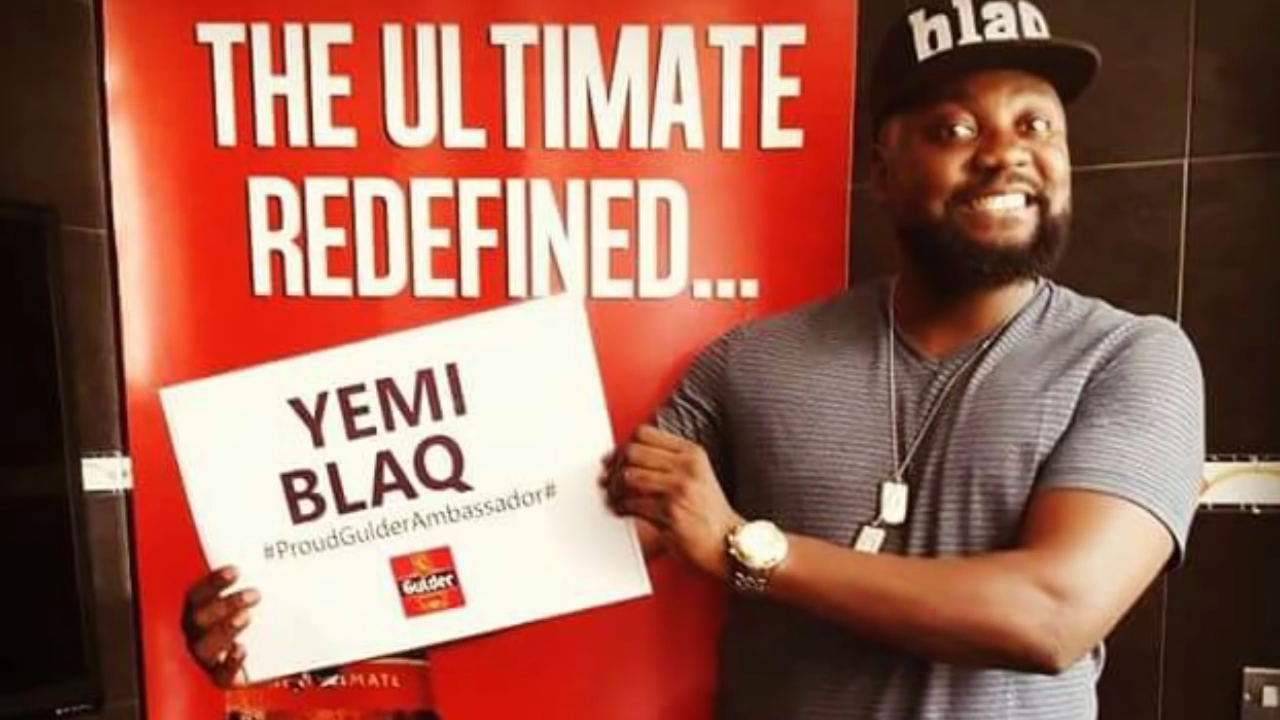 blaq
THE ULTIMATE
REDEFINED...
YEMI
BLAQ
#ProudGulderAmbassador#
Gulder